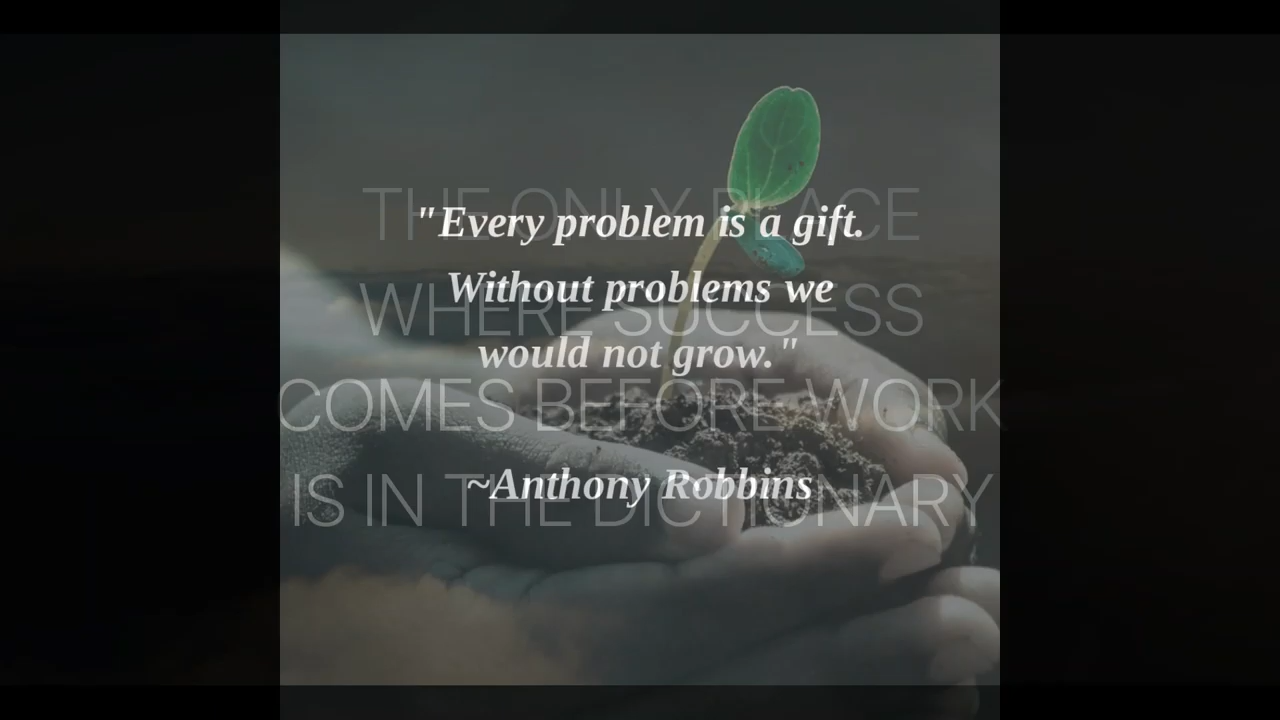 "Every problem is a gift.
Without problems we
would not grow."
~Anthony Robbins
THE ONLY PLACE
WHERE SUCCESS
COMES BEFORE WORK
IS IN THE DICTIONARY